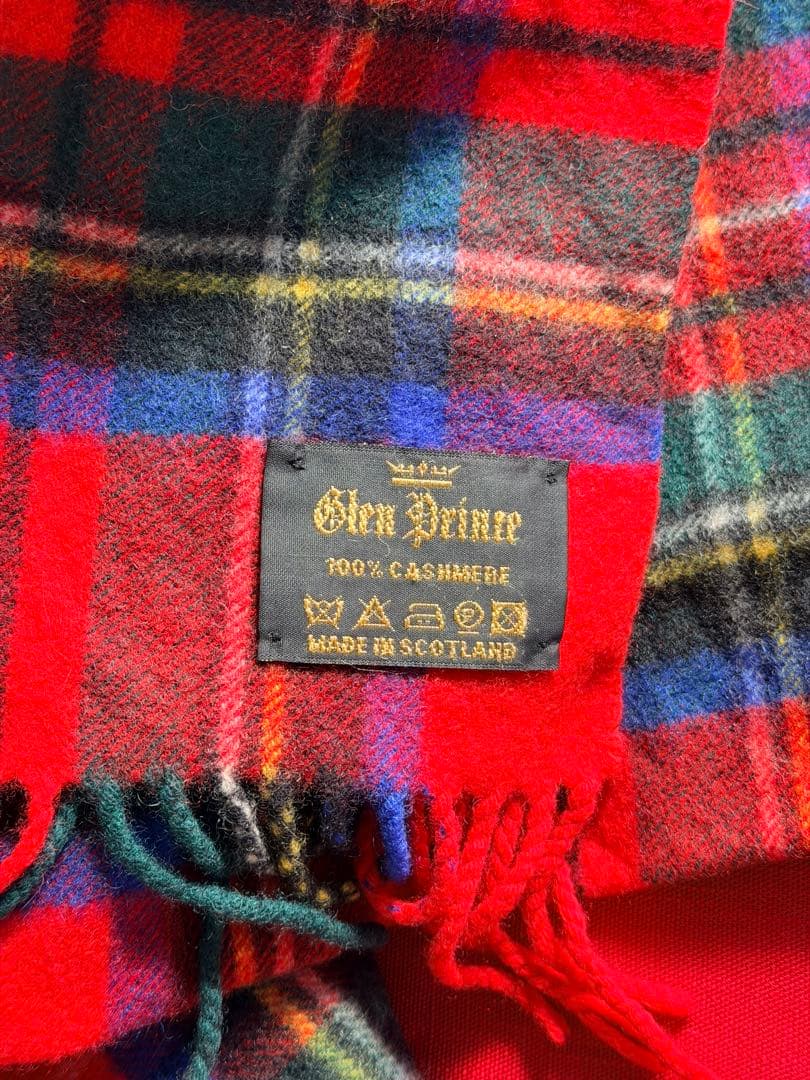 Glen Prince
100% CASHMERE
P
MADE IN SCOTLAND